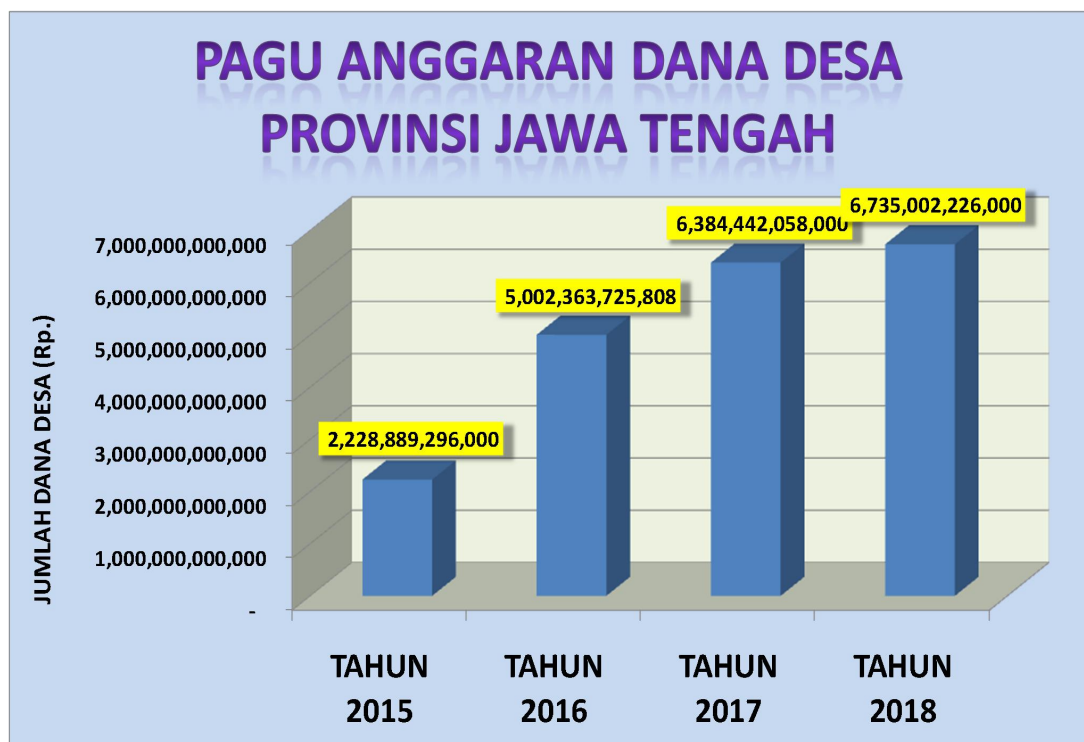 PAGU ANGGARAN DANA DESA
PROVINSI JAWA TENGAH
JUMLAH DANA DESA (Rp.)
7,000,000,000,000
6,000,000,000,000
5,000,000,000,000
4,000,000,000,000
3,000,000,000,000
2,000,000,000,000
1,000,000,000,000
-
2,228,889,296,000
5,002,363,725,808
6,384,442,058,000
6,735,002,226,000
TAHUN
2015
TAHUN
2016
TAHUN
2017
TAHUN
2018